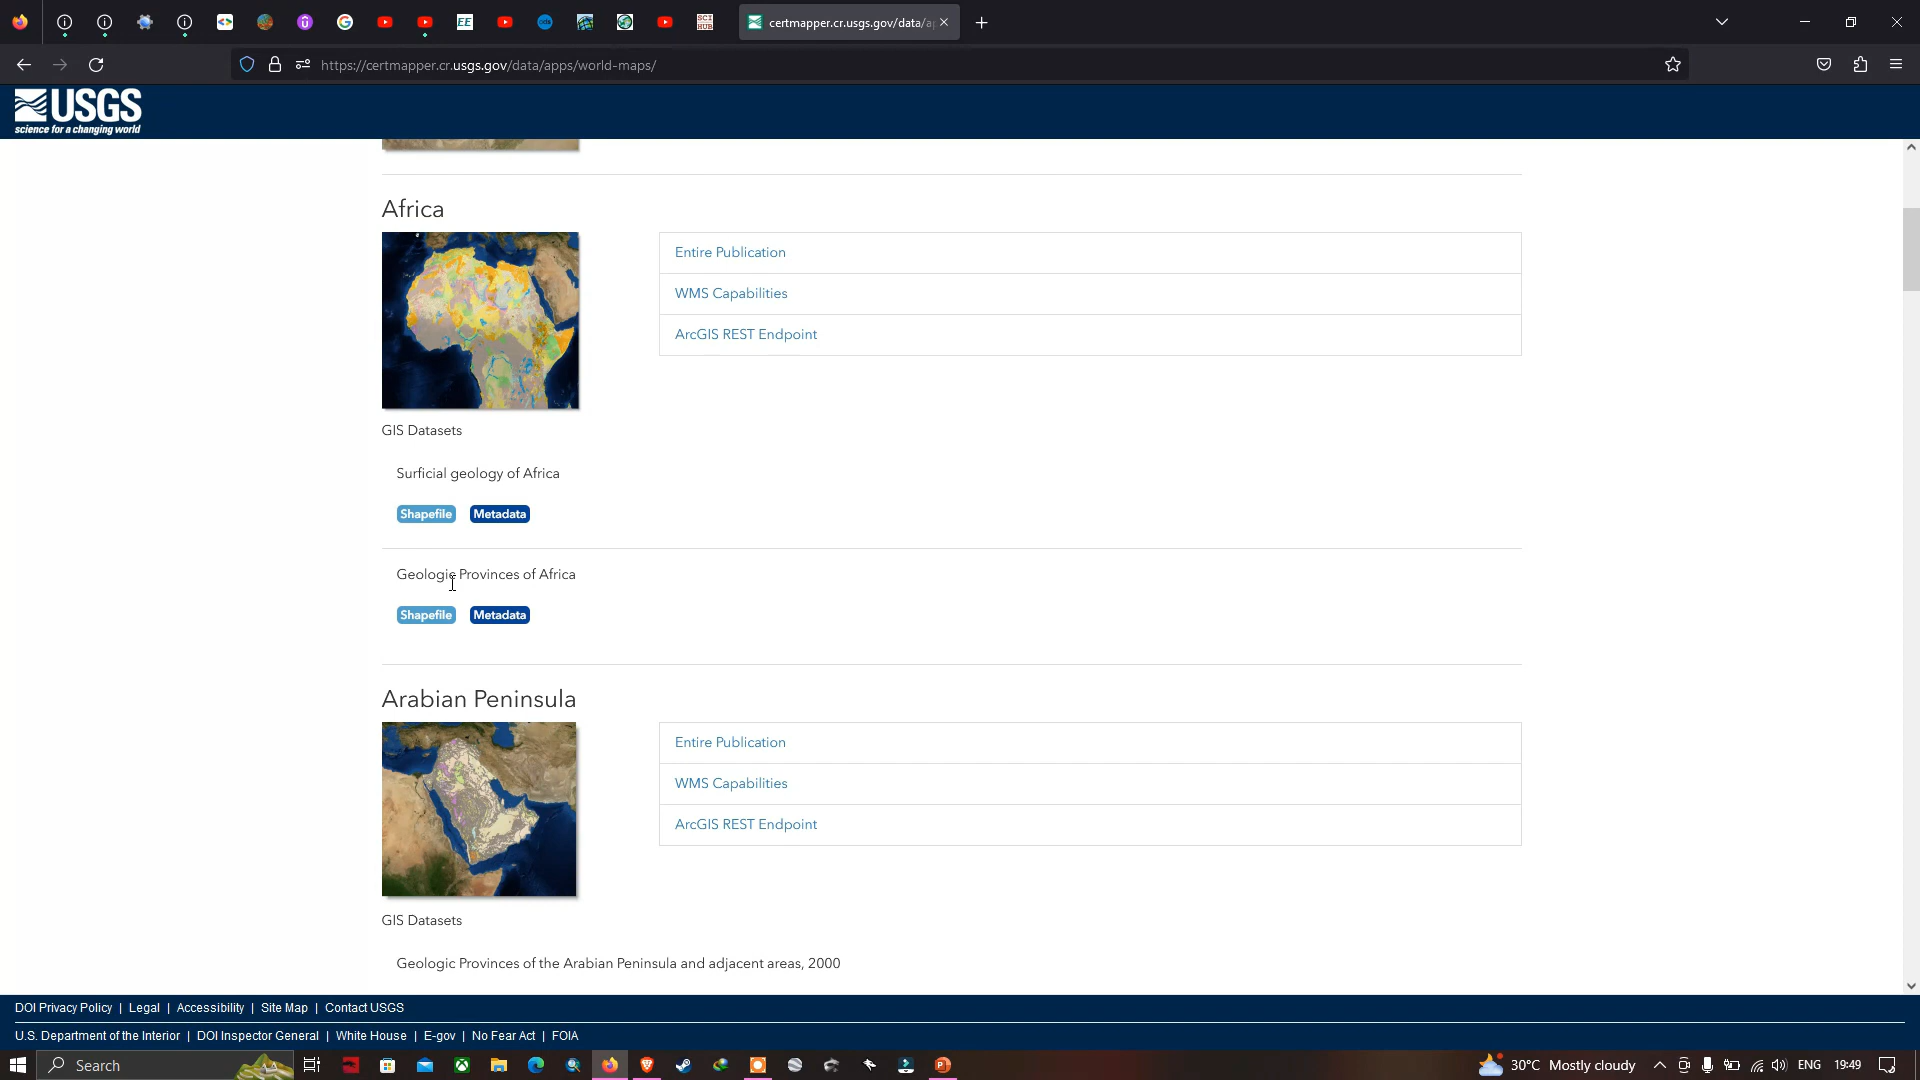 certmapper.cr.usgs.gov/data/a
https://certmapper.cr.usgs.gov/data/apps/world-maps/
USGS
science for a changing world
Africa
Entire Publication
WMS Capabilities
ArcGIS REST Endpoint
GIS Datasets
Surficial geology of Africa
Shapefile Metadata
Geologic Provinces of Africa
Shapefile Metadata
Arabian Peninsula
Entire Publication
WMS Capabilities
ArcGIS REST Endpoint
GIS Datasets
Geologic Provinces of the Arabian Peninsula and adjacent areas, 2000
DOI Privacy Policy | Legal | Accessibility | Site Map | Contact USGS
U.S. Department of the Interior | DOI Inspector General | White House | E-gov | No Fear Act | FOIA
Search 30°C Mostly cloudy ENG 19:49